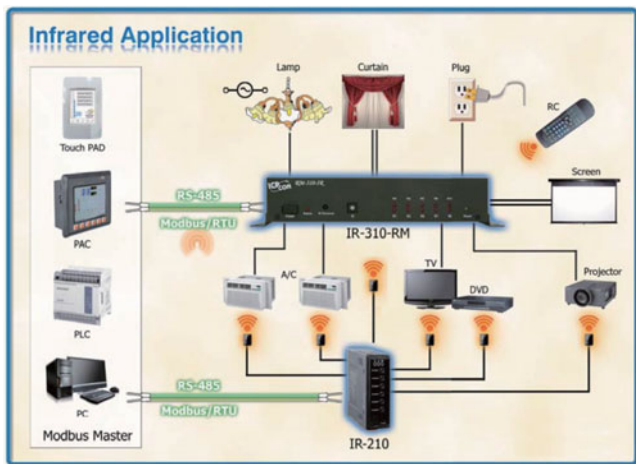 Infrared Application
Lamp
Curtain
Plug
RC
Touch PAD
Screen
RS-485
Modbus/RTU
PAC
IR-310-RM
A/C
TV
DVD
Projector
PLC
RS-485
Modbus/RTU
PC
Modbus Master
IR-210